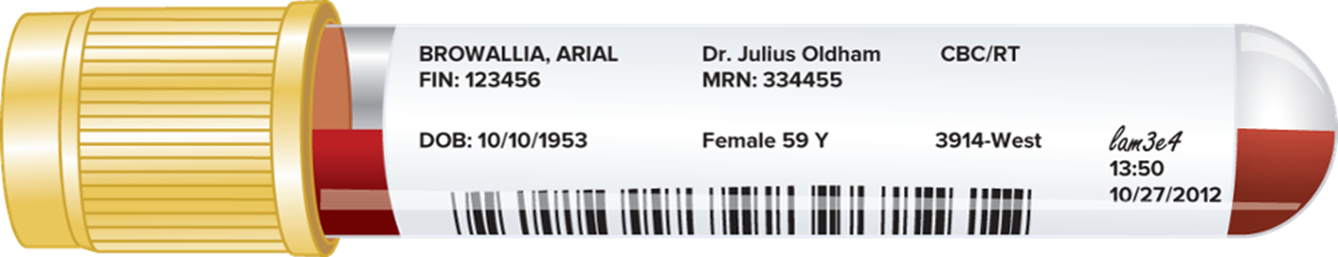 BROWALLIA, ARIAL Dr. Julius Oldham CBC/RT
FIN: 123456 MRN: 334455
DOB: 10/10/1953 Female 59 Y 3914-West lam3e4
13:50
10/27/2012